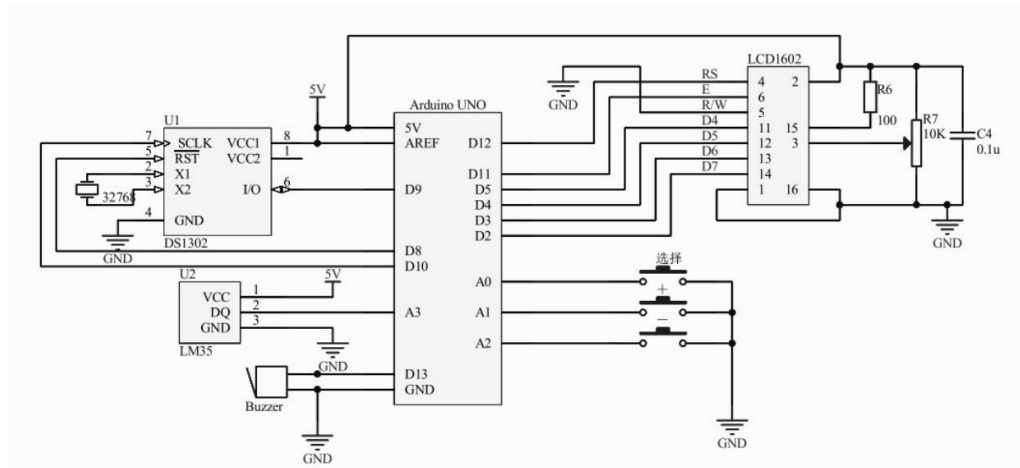 LCD1602
RS 4 2
E 6
R/W 5
D4 11 15
D5 12 3
D6 13
D7 14
1 16
GND
R6
100
R7
10K
C4
0.1u
GND
5V
Arduino UNO
5V
AREF
D9
D8
D10
A3
D13
GND
D12
D11
D5
D4
D3
D2
A0
A1
A2
U1
7 SCLK VCC1 8
5 RST VCC2 1
2 X1
3 X2 I/O 6
4 GND
DS1302
32768
GND
U2
5V
VCC 1
DQ 2
GND 3
LM35
GND
Buzzer
GND
选择
+
−
GND